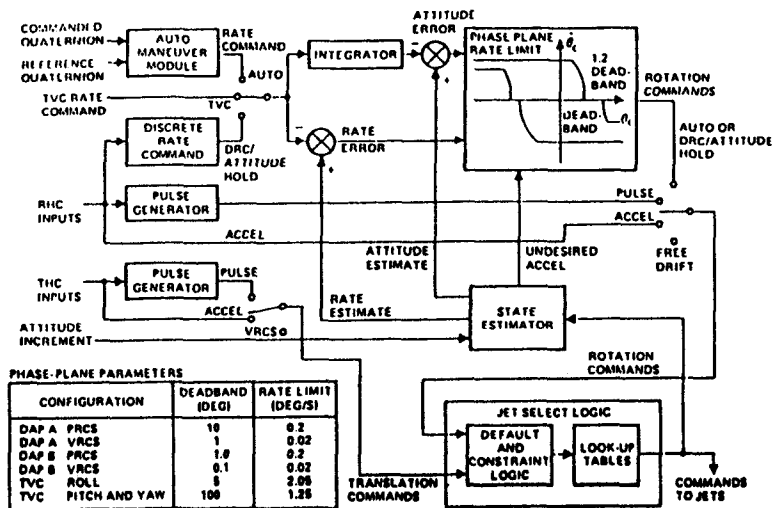 COMMANDED
QUATERNION
REFERENCE
QUATERNION
AUTO
MANEUVER
MODULE
RATE
COMMAND
AUTO
TVC RATE
COMMAND
TVC
DISCRETE
RATE
COMMAND
DRC/
ATTITUDE
HOLD
INTEGRATOR
ATTITUDE
ERROR
−
+
−
+
RATE
ERROR
PHASE PLANE
RATE LIMIT
θ̇ε
1.2
DEAD-
BAND
DEAD-
BAND
θε
ROTATION
COMMANDS
AUTO OR
DRC/ATTITUDE
HOLD
RHC
INPUTS
PULSE
GENERATOR
PULSE
ACCEL
ACCEL
FREE
DRIFT
THC
INPUTS
PULSE
GENERATOR
PULSE
ACCEL
VRCS
ATTITUDE
INCREMENT
RATE
ESTIMATE
ATTITUDE
ESTIMATE
UNDESIRED
ACCEL
STATE
ESTIMATOR
ROTATION
COMMANDS
PHASE-PLANE PARAMETERS
CONFIGURATION DEADBAND (DEG) RATE LIMIT (DEG/S)
DAP A PRCS 10 0.2
DAP A VRCS 1 0.02
DAP B PRCS 1.0 0.2
DAP B VRCS 0.1 0.02
TVC ROLL 5 2.05
TVC PITCH AND YAW 100 1.25
TRANSLATION
COMMANDS
JET SELECT LOGIC
DEFAULT
AND
CONSTRAINT
LOGIC
LOOK-UP
TABLES
COMMANDS
TO JETS